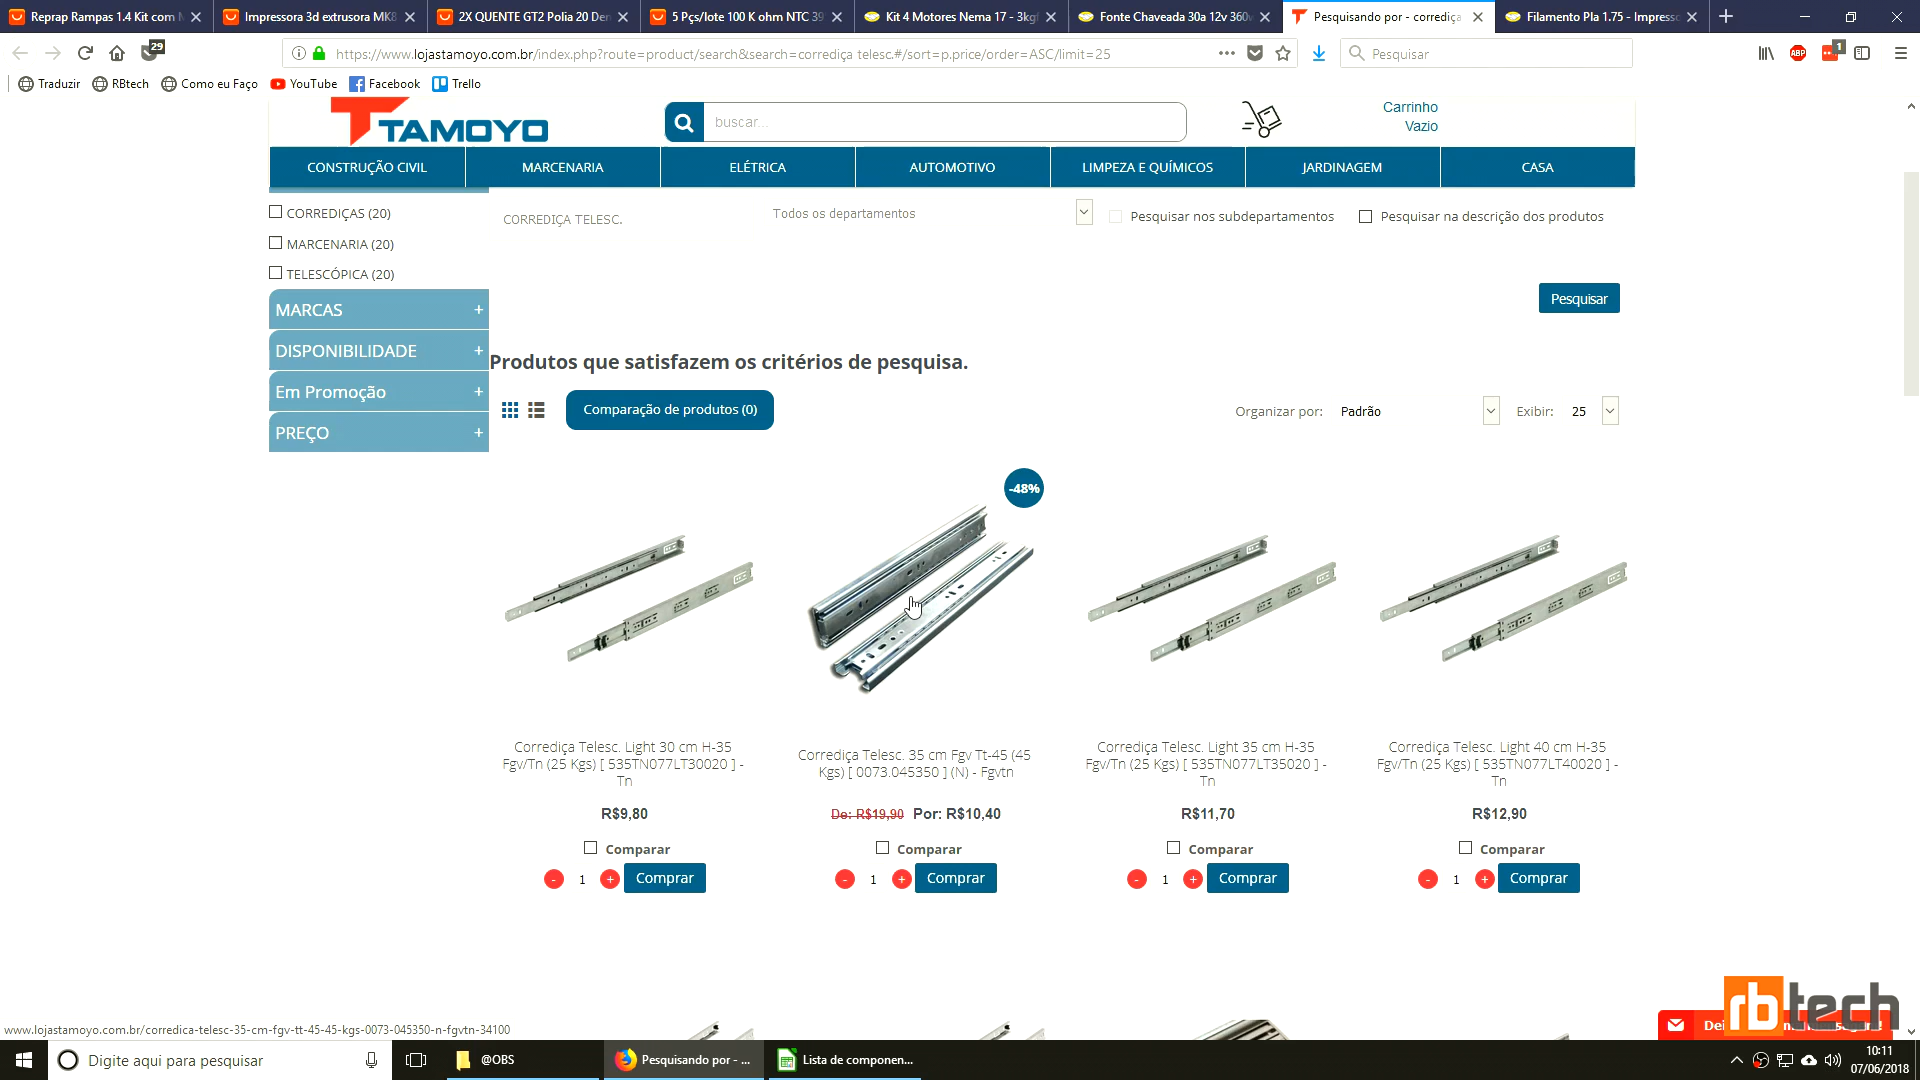 Reprap Rampas 1.4 Kit com M
Impressora 3d extrusora MK8
2X QUENTE GT2 Polia 20 Den
5 Pçs/lote 100 K ohm NTC 39
Kit 4 Motores Nema 17 - 3kgf
Fonte Chaveada 30a 12v 360w
Pesquisando por - corrediça
Filamento Pla 1.75 - Impresso
29
https://www.lojastamoyo.com.br/index.php?route=product/search&search=corrediça telesc.#/sort=p.price/order=ASC/limit=25
Pesquisar
ABP
1
Traduzir
RBtech
Como eu Faço
YouTube
Facebook
Trello
TAMOYO
buscar...
Carrinho
Vazio
CONSTRUÇÃO CIVIL
MARCENARIA
ELÉTRICA
AUTOMOTIVO
LIMPEZA E QUÍMICOS
JARDINAGEM
CASA
CORREDIÇAS (20)
MARCENARIA (20)
TELESCÓPICA (20)
MARCAS +
DISPONIBILIDADE +
Em Promoção +
PREÇO +
CORREDIÇA TELESC.
Todos os departamentos
Pesquisar nos subdepartamentos
Pesquisar na descrição dos produtos
Pesquisar
Produtos que satisfazem os critérios de pesquisa.
Comparação de produtos (0)
Organizar por: Padrão
Exibir: 25
-48%
Corrediça Telesc. Light 30 cm H-35
Fgv/Tn (25 Kgs) [ 535TN077LT30020 ] -
Tn
R$9,80
Comparar
- 1 + Comprar
Corrediça Telesc. 35 cm Fgv Tt-45 (45
Kgs) [ 0073.045350 ] (N) - Fgvtn
De: R$19,90 Por: R$10,40
Comparar
- 1 + Comprar
Corrediça Telesc. Light 35 cm H-35
Fgv/Tn (25 Kgs) [ 535TN077LT35020 ] -
Tn
R$11,70
Comparar
- 1 + Comprar
Corrediça Telesc. Light 40 cm H-35
Fgv/Tn (25 Kgs) [ 535TN077LT40020 ] -
Tn
R$12,90
Comparar
- 1 + Comprar
rbtech
www.lojastamoyo.com.br/corredica-telesc-35-cm-fgv-tt-45-45-kgs-0073-045350-n-fgvtn-34100
Digite aqui para pesquisar
@OBS
Pesquisando por - ...
Lista de componen...
10:11
07/06/2018